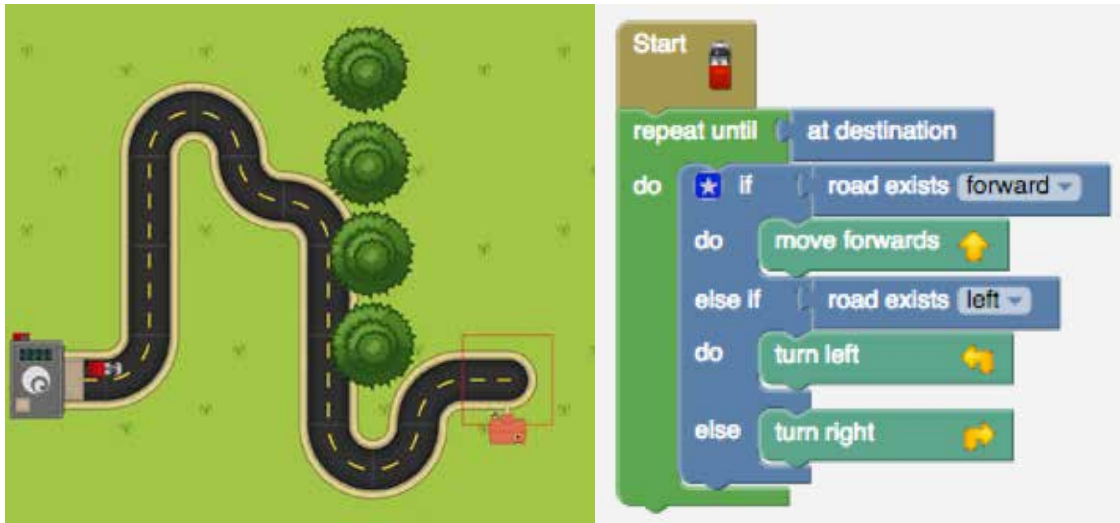 Start
repeat until at destination
do if road exists forward
do move forwards
else if road exists left
do turn left
else turn right